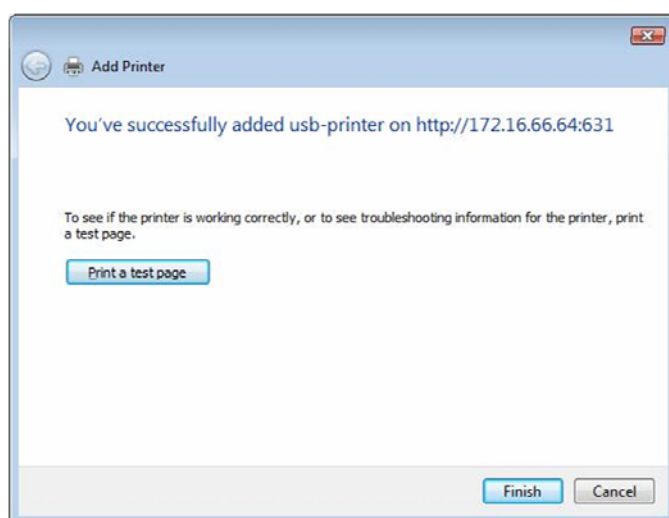 Add Printer
You've successfully added usb-printer on http://172.16.66.64:631
To see if the printer is working correctly, or to see troubleshooting information for the printer, print
a test page.
Print a test page
Finish Cancel